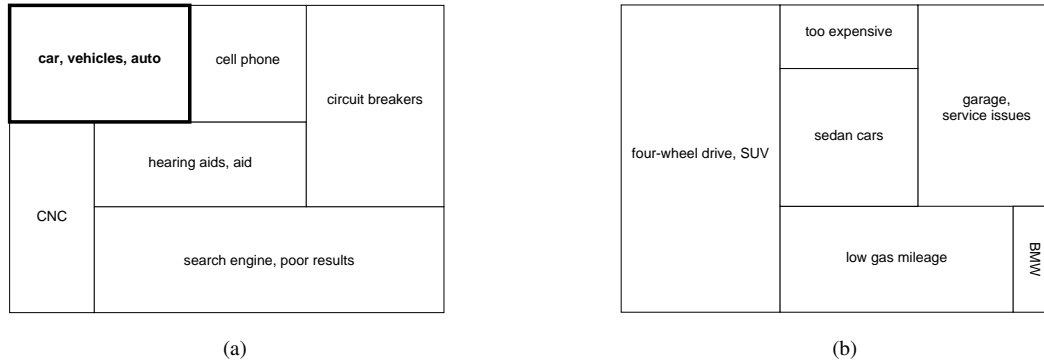 car, vehicles, auto
cell phone
circuit breakers
hearing aids, aid
CNC
search engine, poor results
(a)
too expensive
garage,
service issues
sedan cars
four-wheel drive, SUV
low gas mileage
BMW
(b)